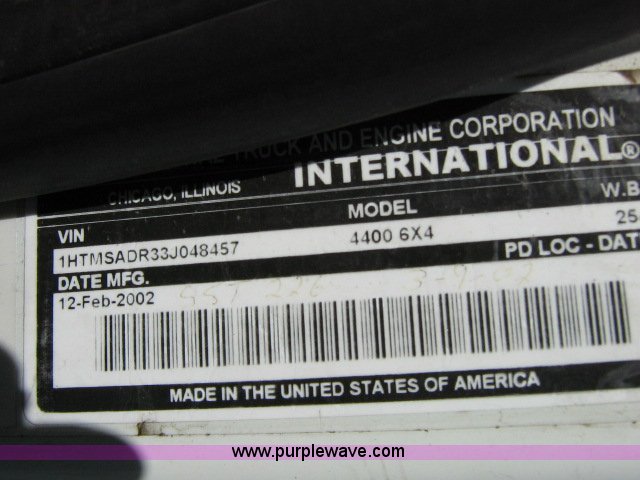 TRUCK AND ENGINE CORPORATION
CHICAGO, ILLINOIS
INTERNATIONAL®
VIN
MODEL
W.B
1HTMSADR33J048457
4400 6X4
25
DATE MFG.
PD LOC - DAT
12-Feb-2002
MADE IN THE UNITED STATES OF AMERICA
www.purplewave.com